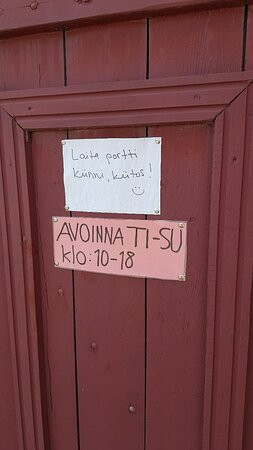 Laita portti
kiinni, kiitos!
AVOINNA TI-SU
klo: 10-18